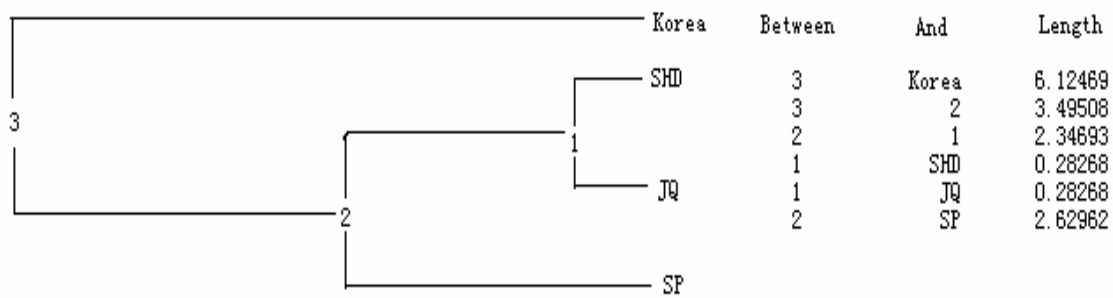 Korea Between And Length
SHD 3 Korea 6.12469
3 2 3.49508
3
2 1 2.34693
1
1 SHD 0.28268
JQ 1 JQ 0.28268
2 2 SP 2.62962
SP